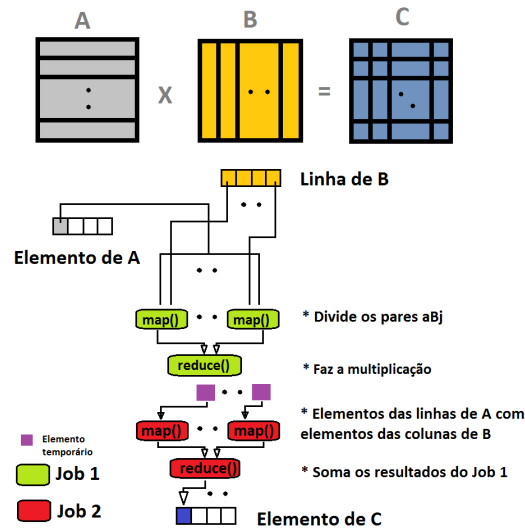 A
B
C
X
=
Linha de B
Elemento de A
map()
map()
* Divide os pares aBj
reduce()
* Faz a multiplicação
map()
map()
* Elementos das linhas de A com
elementos das colunas de B
Elemento
temporário
Job 1
reduce()
* Soma os resultados do Job 1
Job 2
Elemento de C